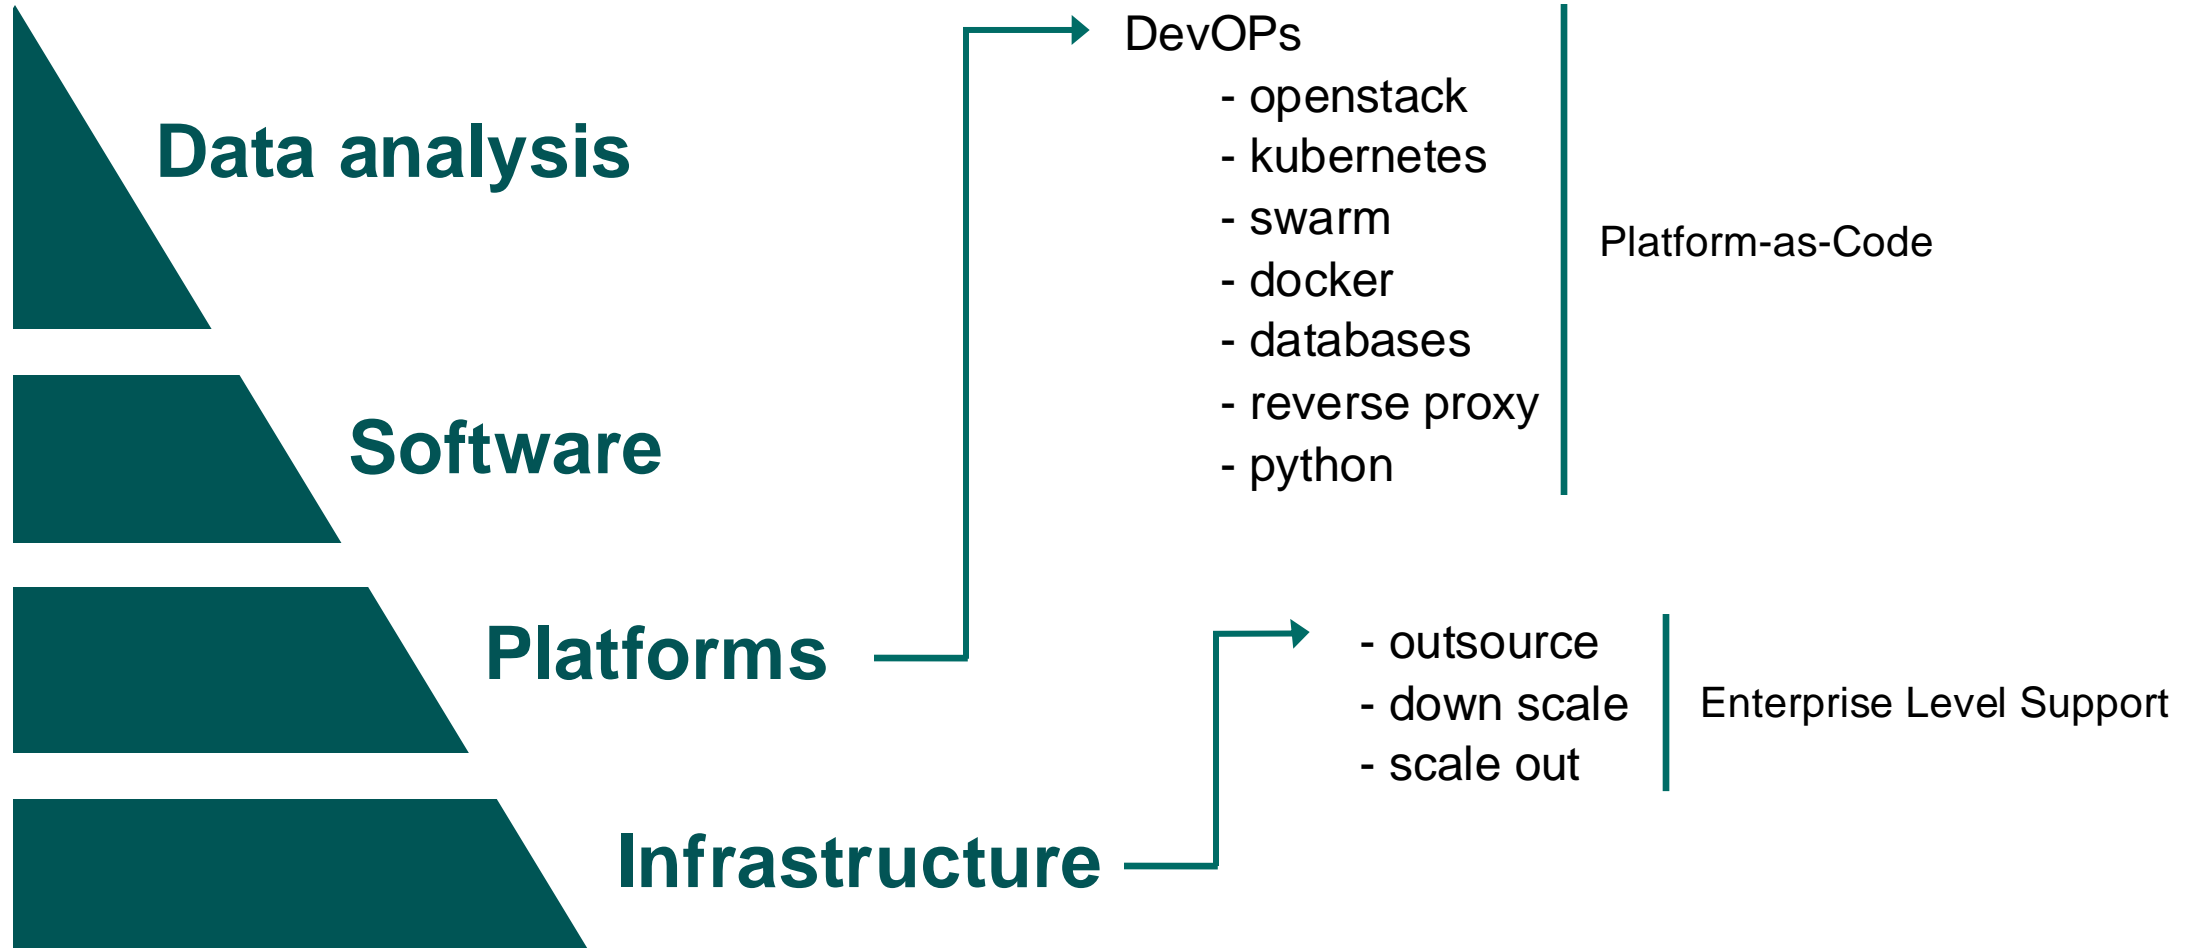 Data analysis
Software
Platforms
Infrastructure
DevOPs
- openstack
- kubernetes
- swarm
- docker
- databases
- reverse proxy
- python
Platform-as-Code
- outsource
- down scale
- scale out
Enterprise Level Support